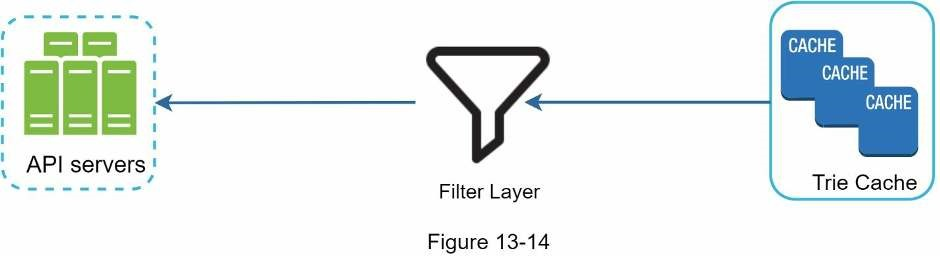 CACHE
CACHE
CACHE
API servers
Filter Layer
Trie Cache
Figure 13-14